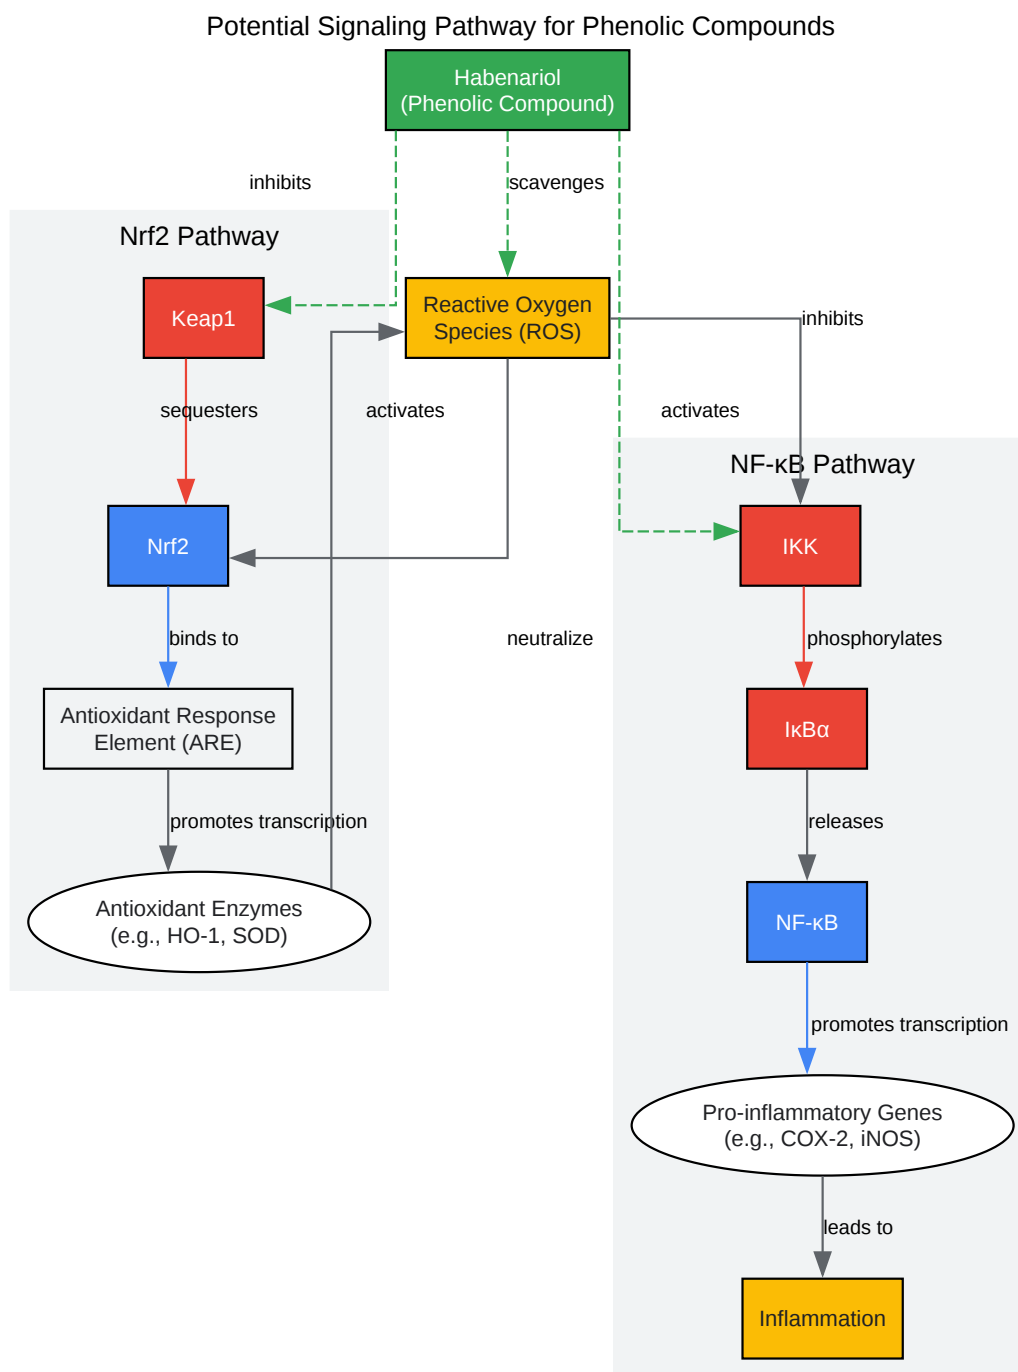 Potential Signaling Pathway for Phenolic Compounds
Habenariol
(Phenolic Compound)
inhibits
scavenges
Nrf2 Pathway
Keap1
Reactive Oxygen
Species (ROS)
inhibits
sequesters
activates
activates
NF-κB Pathway
Nrf2
IKK
binds to
neutralize
phosphorylates
Antioxidant Response
Element (ARE)
IκBα
promotes transcription
releases
Antioxidant Enzymes
(e.g., HO-1, SOD)
NF-κB
promotes transcription
Pro-inflammatory Genes
(e.g., COX-2, iNOS)
leads to
Inflammation